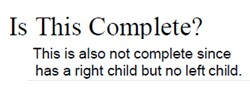 Is This Complete?
This is also not complete since
has a right child but no left child.